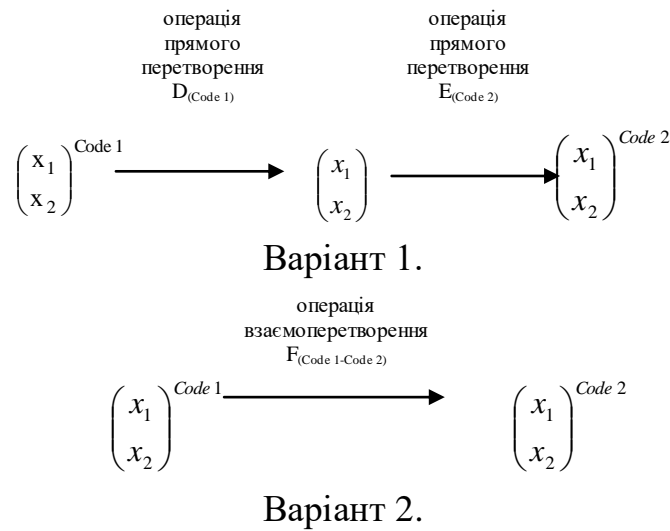 операція операція
прямого прямого
перетворення перетворення
D(Code 1) E(Code 2)
(x1 x2)Code 1 (x1 x2) (x1 x2)Code 2
Варіант 1.
операція
взаємоперетворення
F(Code 1-Code 2)
(x1 x2)Code 1 (x1 x2)Code 2
Варіант 2.